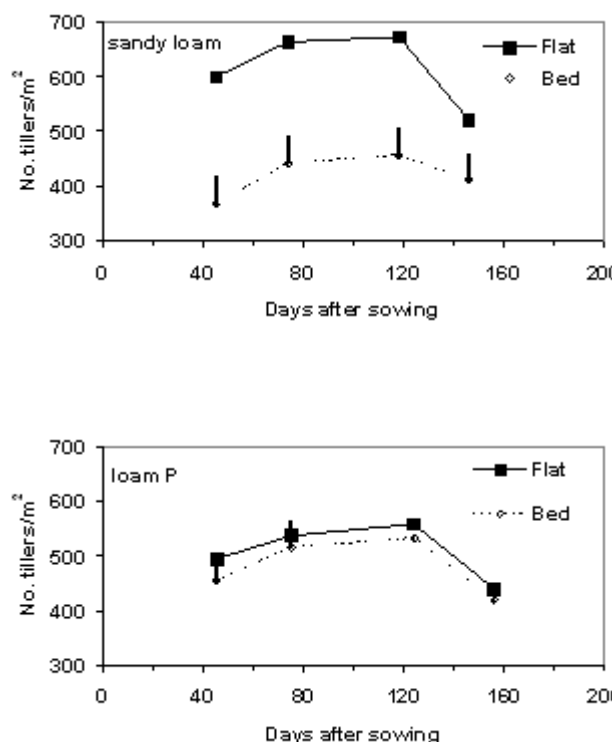 700
sandy loam
Flat
600
Bed
500
400
300
No. tillers/m²
0 40 80 120 160 200
Days after sowing
700
loam P
Flat
600
Bed
500
400
300
No. tillers/m²
0 40 80 120 160 200
Days after sowing